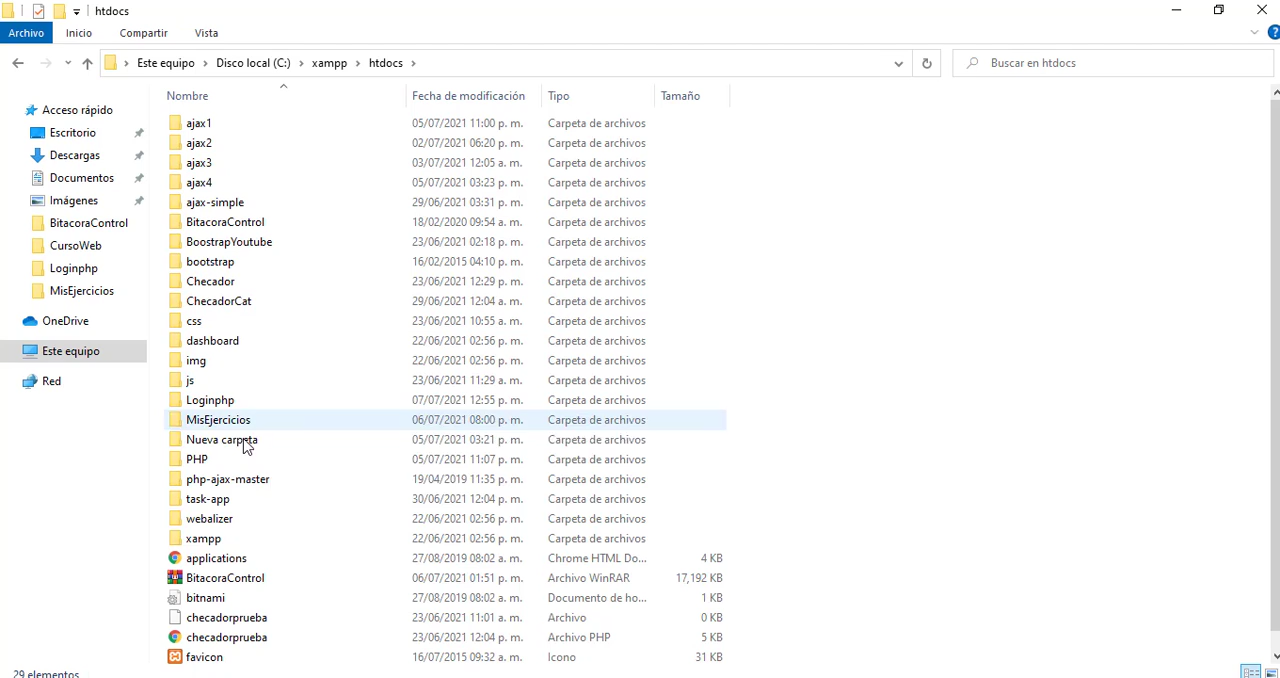 htdocs
Archivo Inicio Compartir Vista
Este equipo > Disco local (C:) > xampp > htdocs >
Buscar en htdocs
Acceso rápido
Escritorio
Descargas
Documentos
Imágenes
BitacoraControl
CursoWeb
Loginphp
MisEjercicios
OneDrive
Este equipo
Red
Nombre Fecha de modificación Tipo Tamaño
ajax1 05/07/2021 11:00 p. m. Carpeta de archivos
ajax2 02/07/2021 06:20 p. m. Carpeta de archivos
ajax3 03/07/2021 12:05 a. m. Carpeta de archivos
ajax4 05/07/2021 03:23 p. m. Carpeta de archivos
ajax-simple 29/06/2021 03:31 p. m. Carpeta de archivos
BitacoraControl 18/02/2020 09:54 a. m. Carpeta de archivos
BoostrapYoutube 23/06/2021 02:18 p. m. Carpeta de archivos
bootstrap 16/02/2015 04:10 p. m. Carpeta de archivos
Checador 23/06/2021 12:29 p. m. Carpeta de archivos
ChecadorCat 29/06/2021 12:04 a. m. Carpeta de archivos
css 23/06/2021 10:55 a. m. Carpeta de archivos
dashboard 22/06/2021 02:56 p. m. Carpeta de archivos
img 22/06/2021 02:56 p. m. Carpeta de archivos
js 23/06/2021 11:29 a. m. Carpeta de archivos
Loginphp 07/07/2021 12:55 p. m. Carpeta de archivos
MisEjercicios 06/07/2021 08:00 p. m. Carpeta de archivos
Nueva carpeta 05/07/2021 03:21 p. m. Carpeta de archivos
PHP 05/07/2021 11:07 p. m. Carpeta de archivos
php-ajax-master 19/04/2019 11:35 p. m. Carpeta de archivos
task-app 30/06/2021 12:04 p. m. Carpeta de archivos
webalizer 22/06/2021 02:56 p. m. Carpeta de archivos
xampp 22/06/2021 02:56 p. m. Carpeta de archivos
applications 27/08/2019 08:02 a. m. Chrome HTML Do... 4 KB
BitacoraControl 06/07/2021 01:51 p. m. Archivo WinRAR 17,192 KB
bitnami 27/08/2019 08:02 a. m. Documento de ho... 1 KB
checadorprueba 23/06/2021 11:01 a. m. Archivo 0 KB
checadorprueba 23/06/2021 12:04 p. m. Archivo PHP 5 KB
favicon 16/07/2015 09:32 a. m. Icono 31 KB
29 elementos